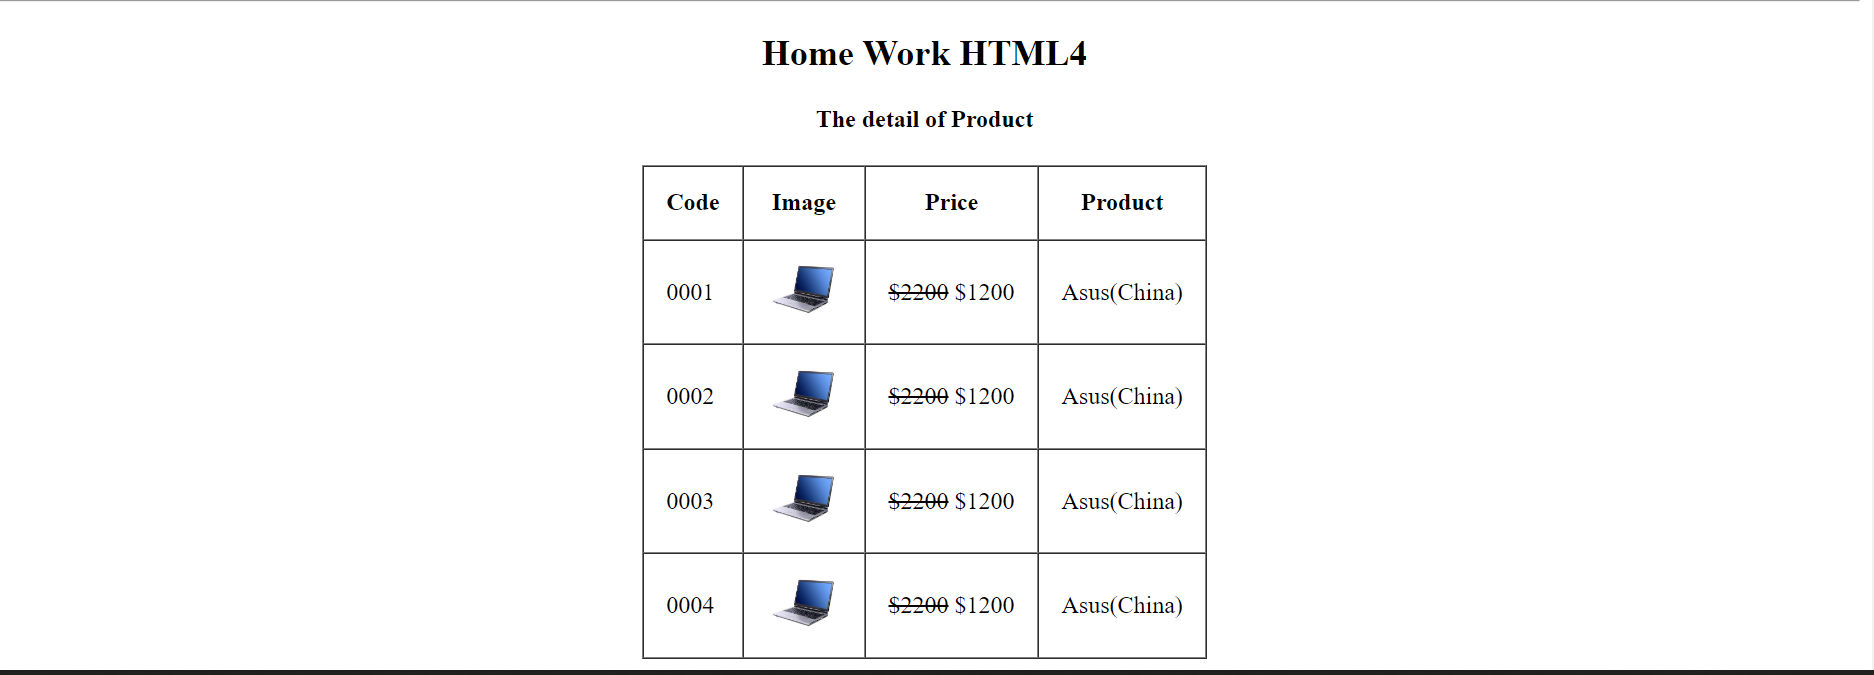 Home Work HTML4
The detail of Product
Code Image Price Product
0001 $2200 $1200 Asus(China)
0002 $2200 $1200 Asus(China)
0003 $2200 $1200 Asus(China)
0004 $2200 $1200 Asus(China)